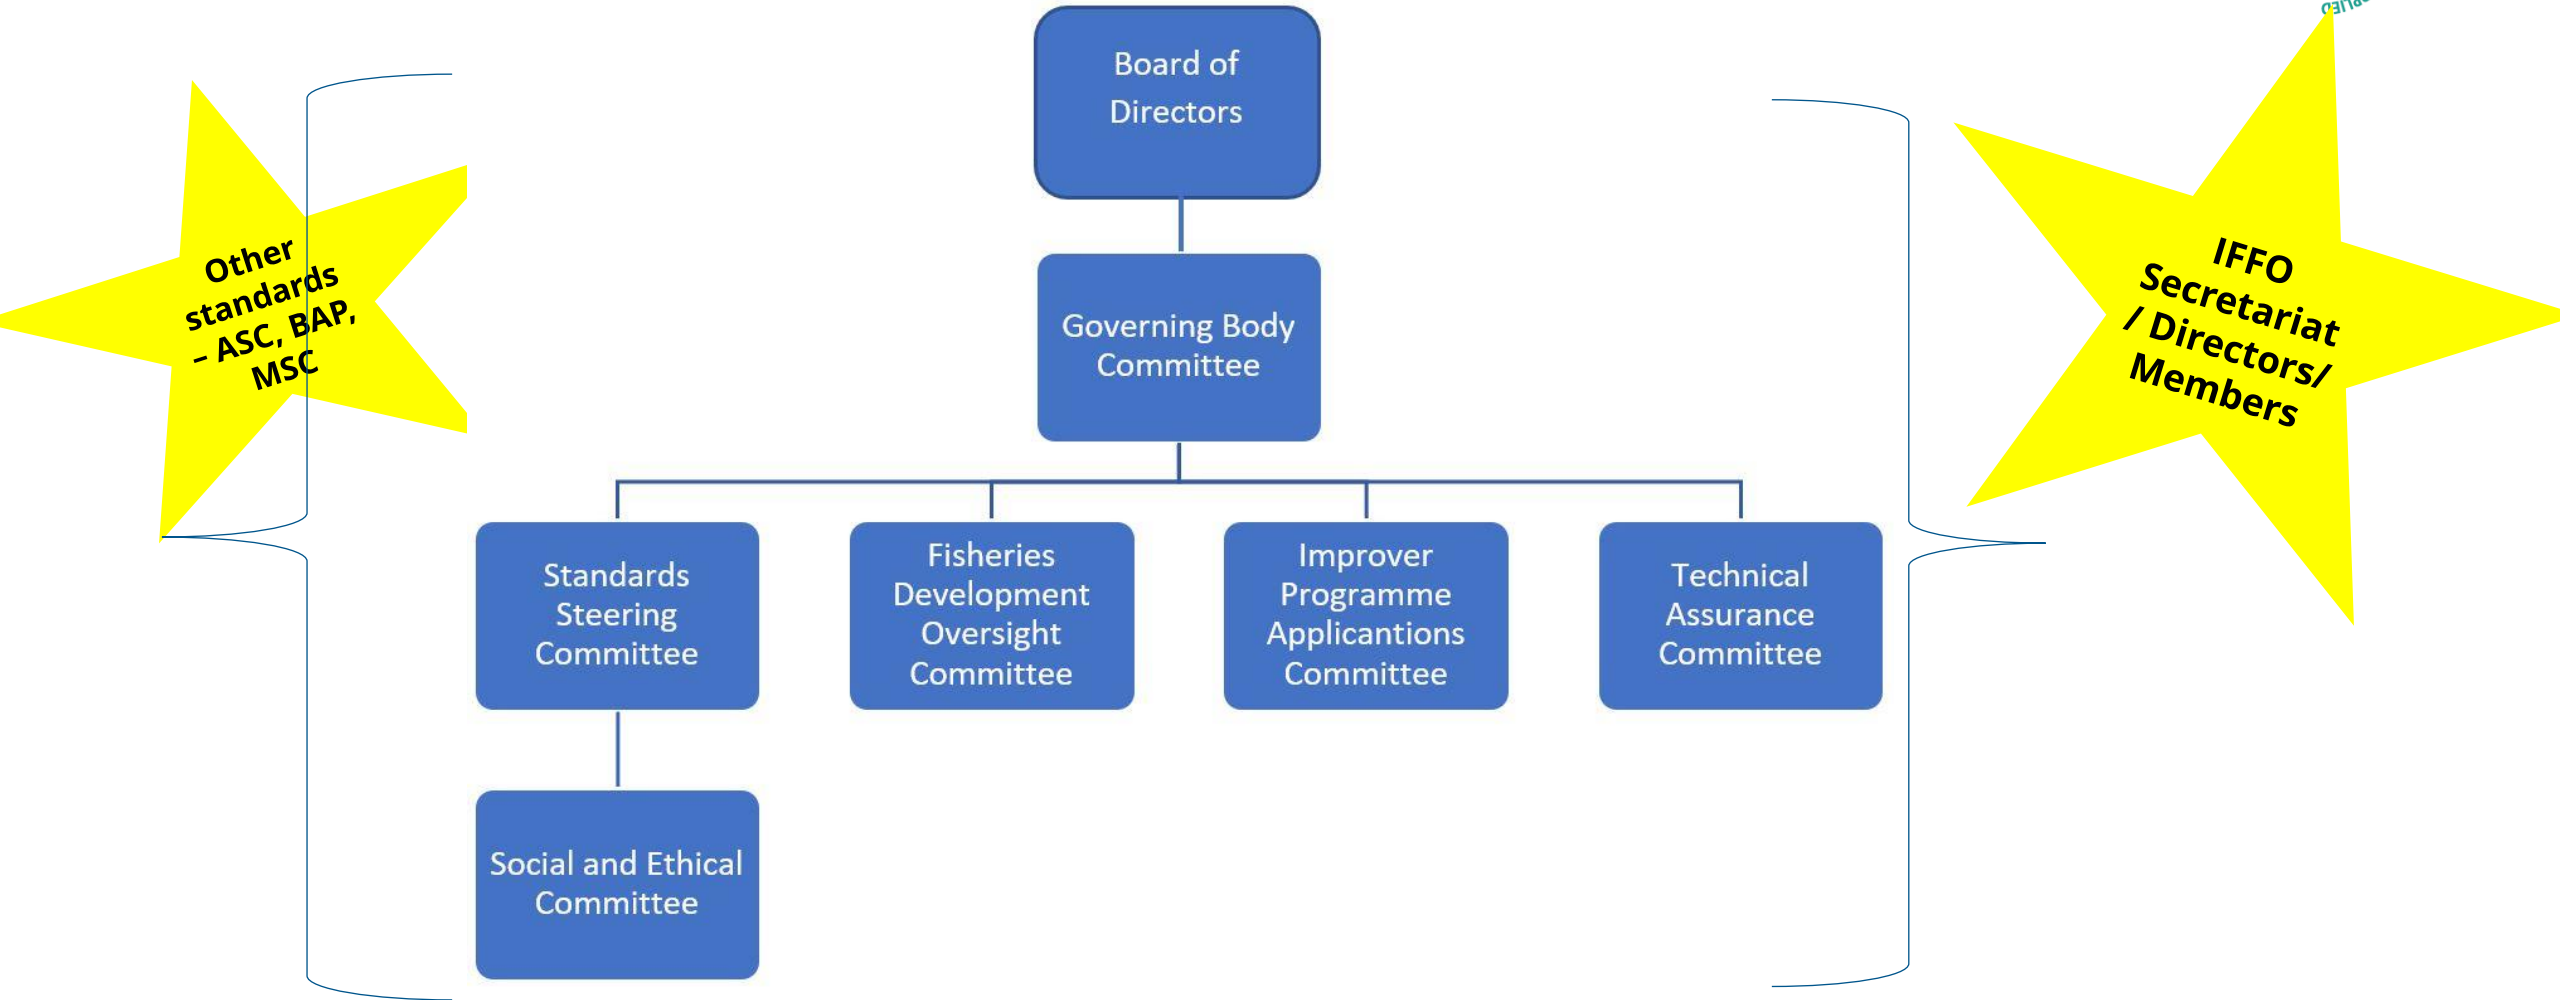 Board of
Directors
Other
standards
– ASC, BAP,
MSC
IFFO
Secretariat
/ Directors/
Members
Governing Body
Committee
Standards
Steering
Committee
Fisheries
Development
Oversight
Committee
Improver
Programme
Applicantions
Committee
Technical
Assurance
Committee
Social and Ethical
Committee